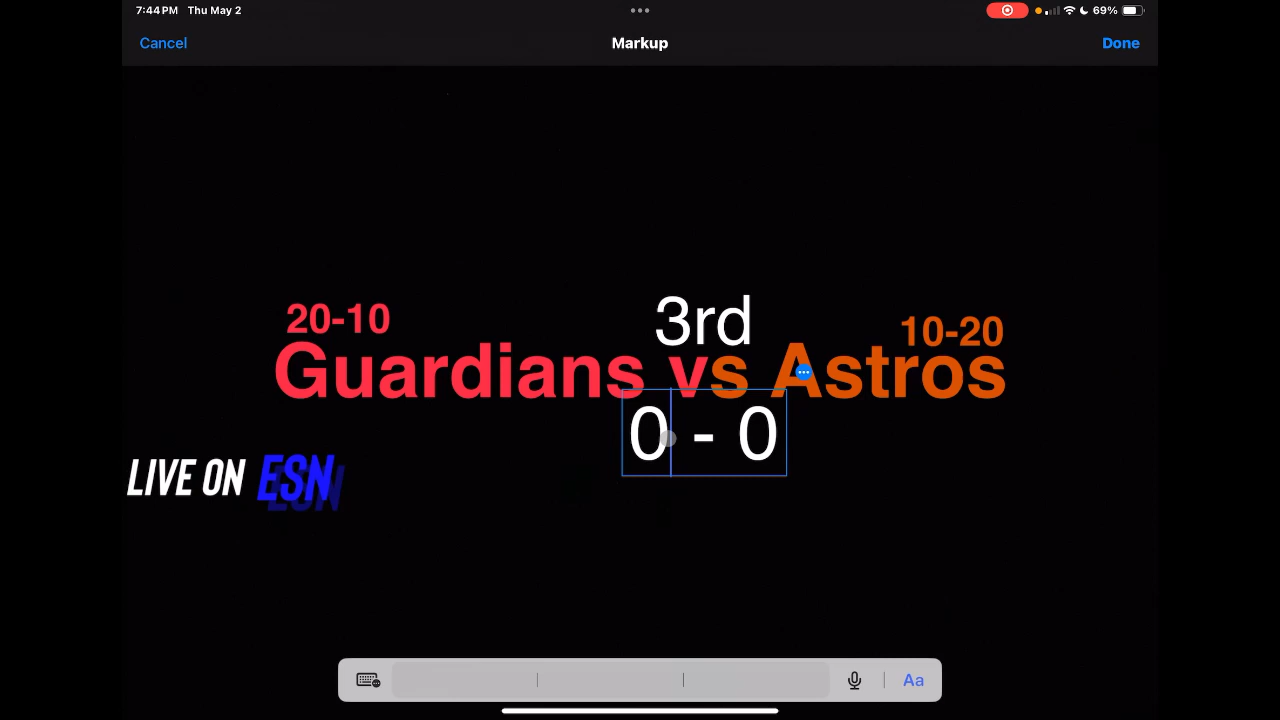 7:44 PM Thu May 2
69%
Cancel
Markup
Done
3rd
20-10
10-20
Guardians vs Astros
0 - 0
LIVE ON ESN
Aa